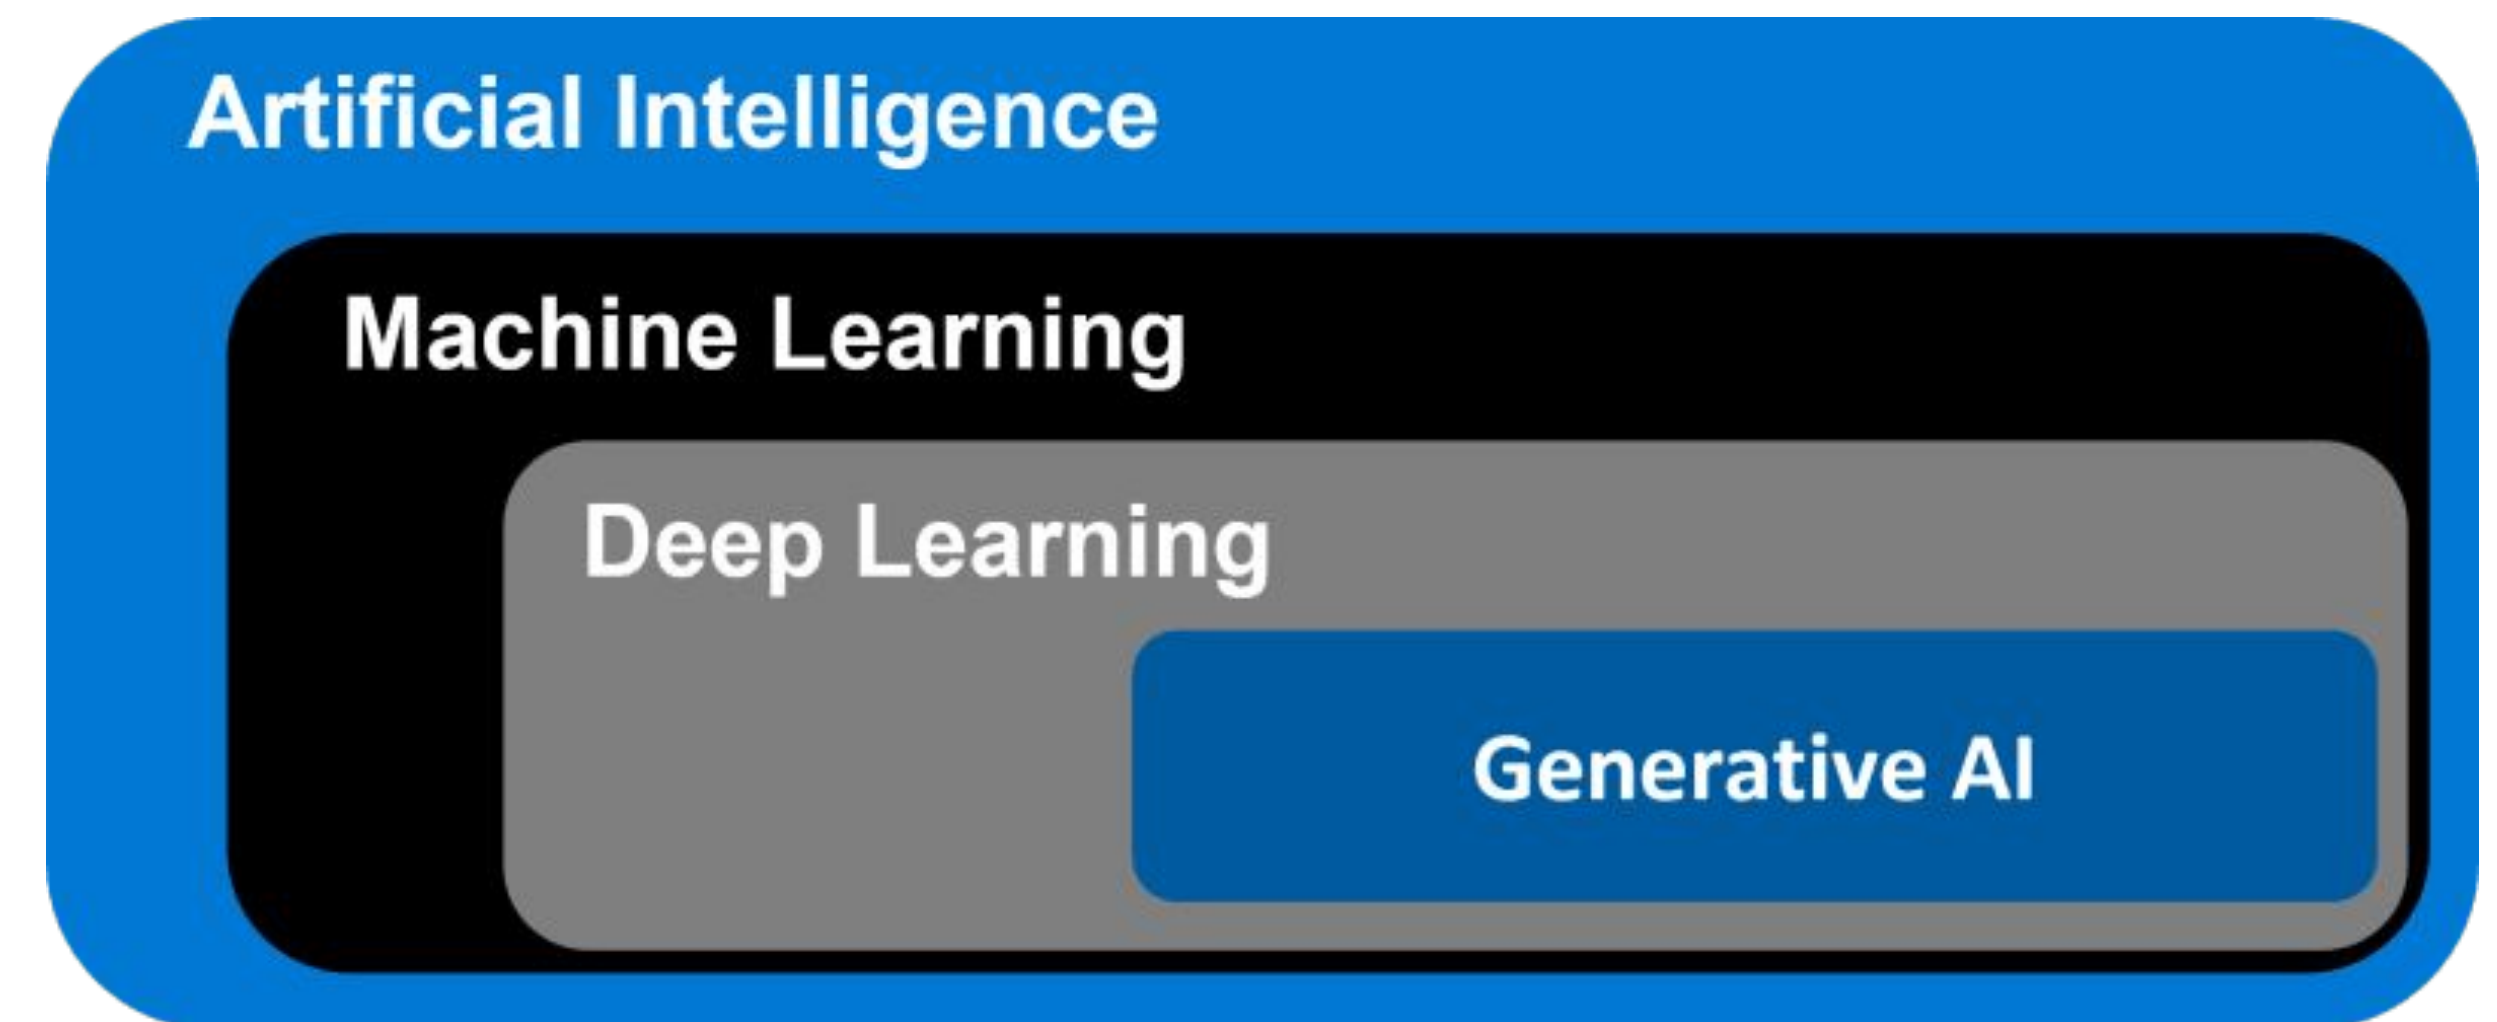 Artificial Intelligence
Machine Learning
Deep Learning
Generative AI